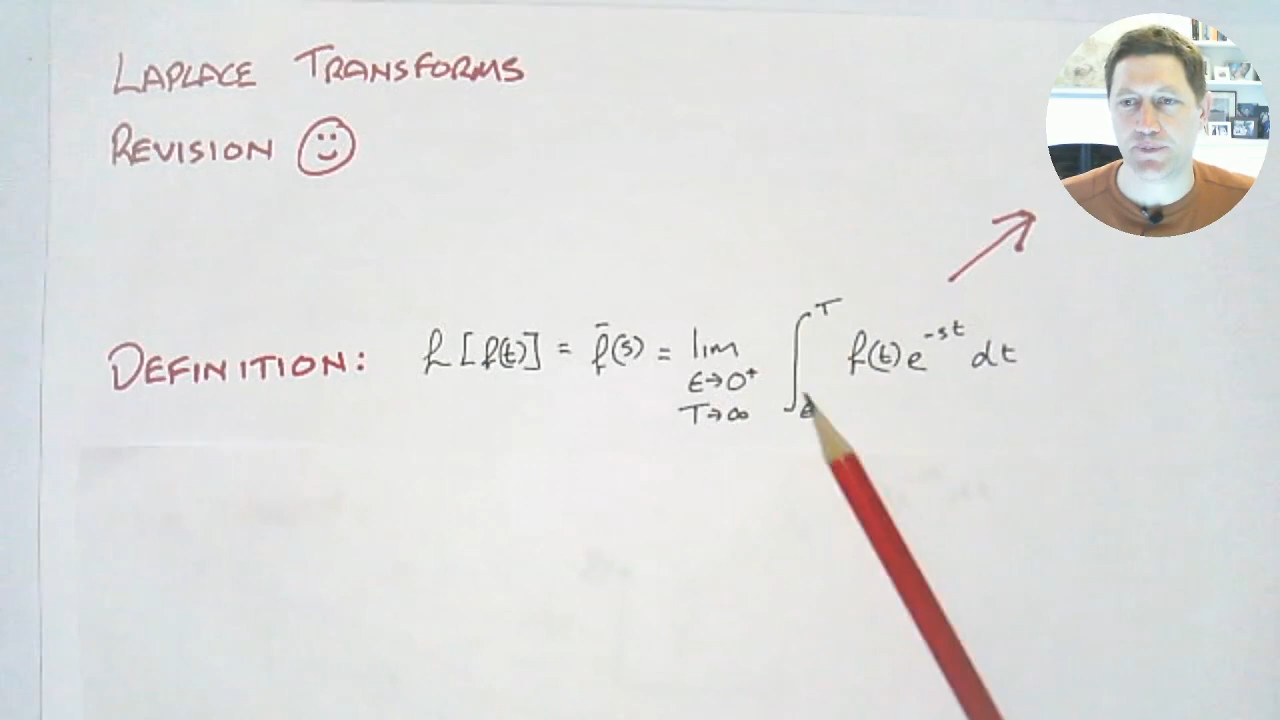 LAPLACE TRANSFORMS
REVISION
DEFINITION: ℒ[f(t)] = f̄(s) = lim ∫ T f(t)e^-st dt
ε→0⁺ ε
T→∞